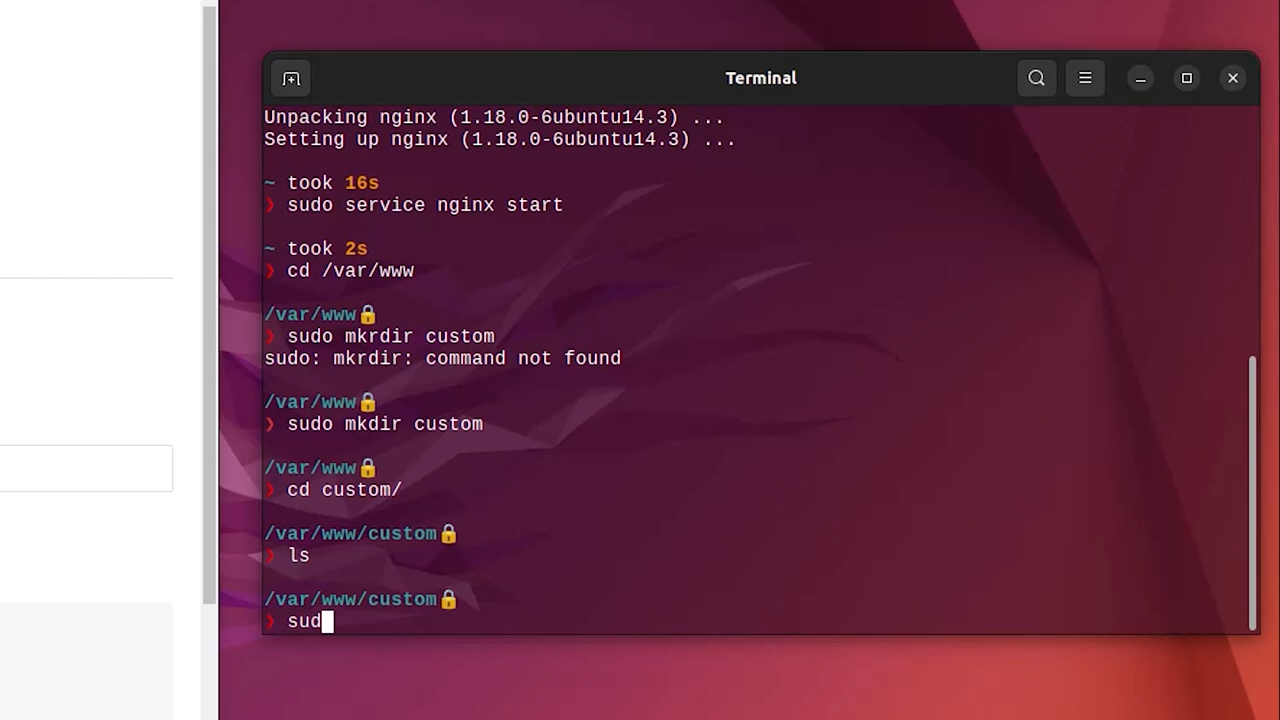 Terminal
Unpacking nginx (1.18.0-6ubuntu14.3) ...
Setting up nginx (1.18.0-6ubuntu14.3) ...
~ took 16s
❯ sudo service nginx start
~ took 2s
❯ cd /var/www
/var/www🔒
❯ sudo mkrdir custom
sudo: mkrdir: command not found
/var/www🔒
❯ sudo mkdir custom
/var/www🔒
❯ cd custom/
/var/www/custom🔒
❯ ls
/var/www/custom🔒
❯ sud